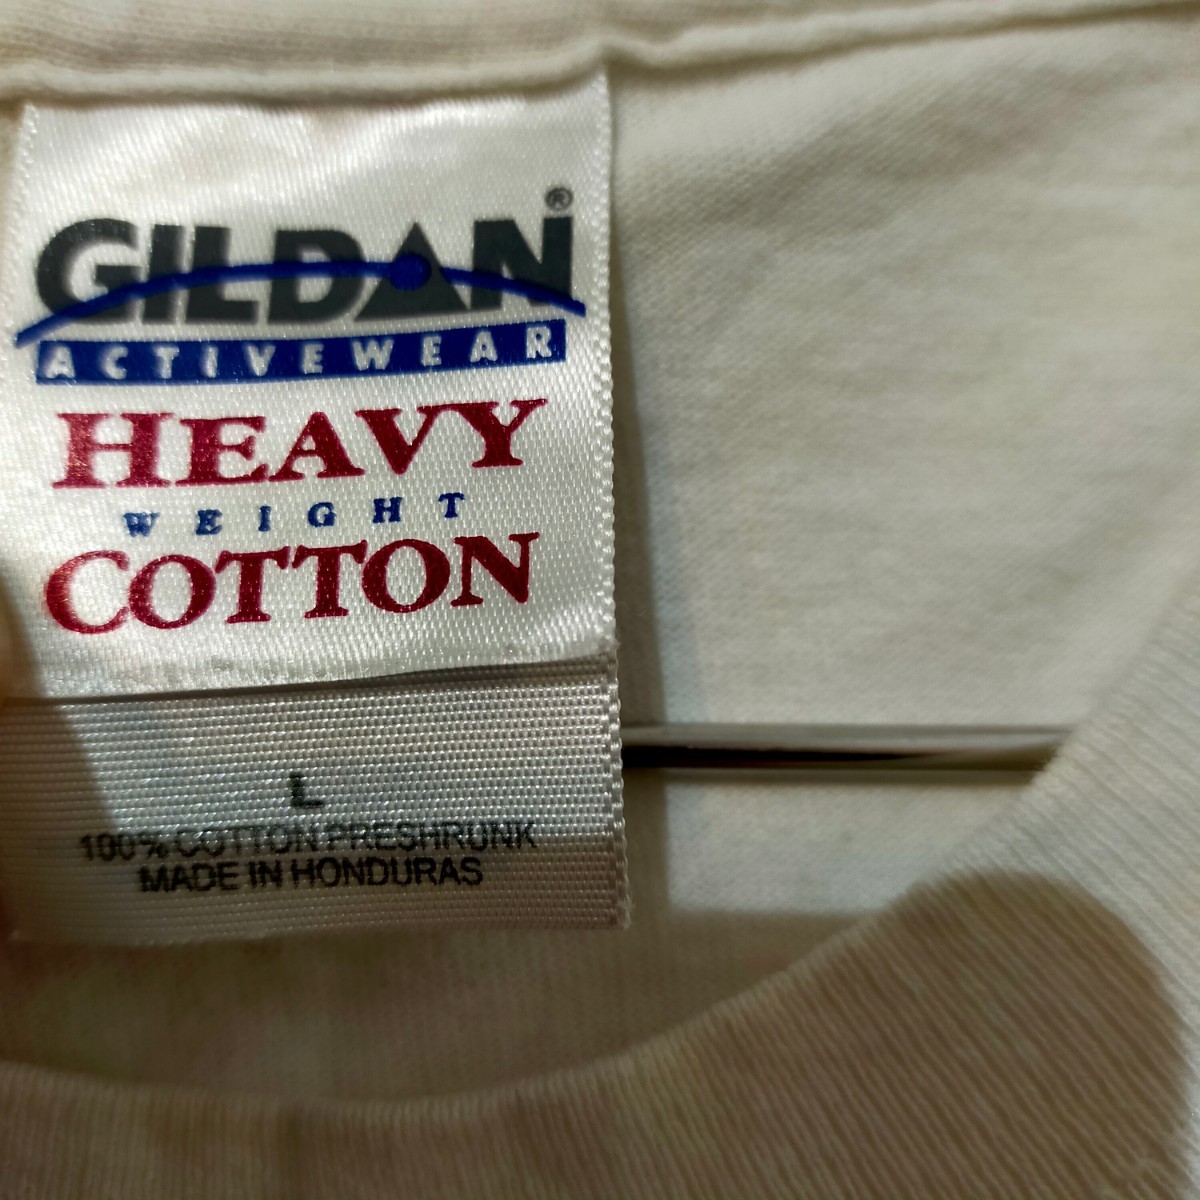 GILDAN®
ACTIVEWEAR
HEAVY
WEIGHT
COTTON
L
100% COTTON PRESHRUNK
MADE IN HONDURAS